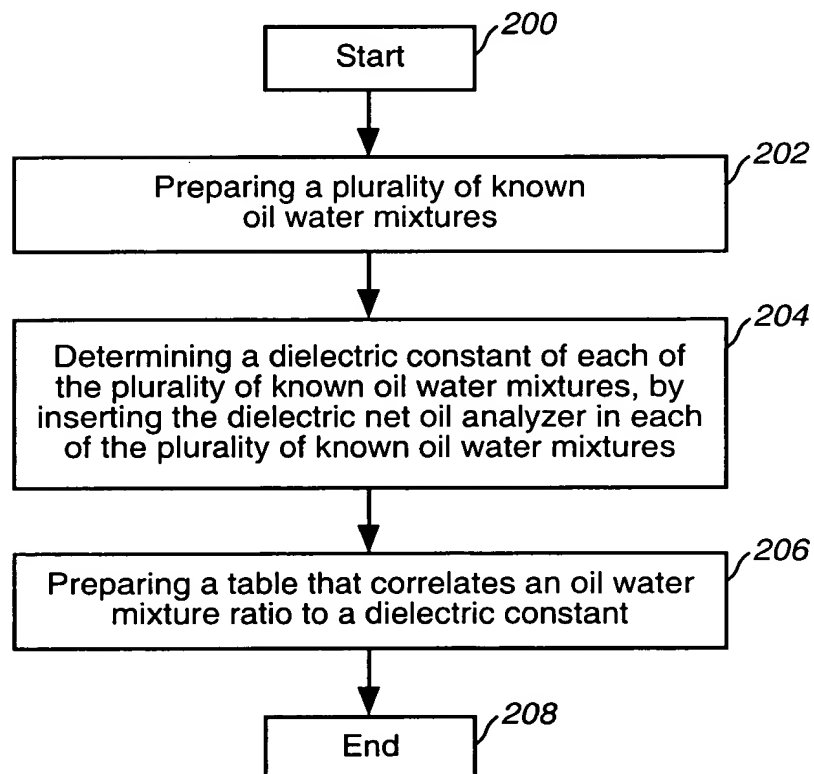 200
Start
202
Preparing a plurality of known
oil water mixtures
204
Determining a dielectric constant of each of
the plurality of known oil water mixtures, by
inserting the dielectric net oil analyzer in each
of the plurality of known oil water mixtures
206
Preparing a table that correlates an oil water
mixture ratio to a dielectric constant
208
End